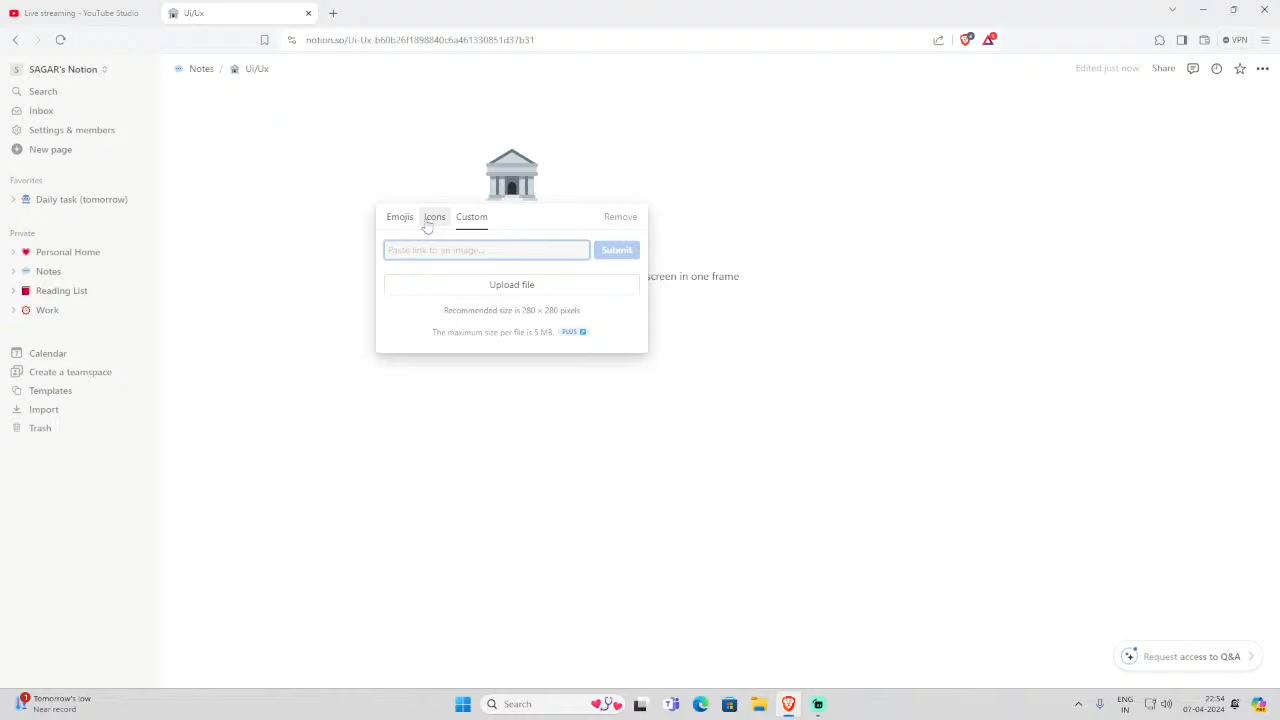 Live streaming - YouTube Studio
Ui/Ux
notion.so/Ui-Ux-b60b26f1898840c6a461330851d37b31
VPN
S SAGAR's Notion
Notes / Ui/Ux
Edited just now
Share
Search
Inbox
Settings & members
New page
Favorites
Daily task (tomorrow)
Private
Personal Home
Notes
Reading List
Work
Calendar
Create a teamspace
Templates
Import
Trash
Emojis
Icons
Custom
Remove
Paste link to an image...
Submit
Upload file
Recommended size is 280 × 280 pixels
The maximum size per file is 5 MB. PLUS
screen in one frame
Request access to Q&A
1
Tomorrow's low
Near record
Search
ENG
IN
22:54
07-04-2024